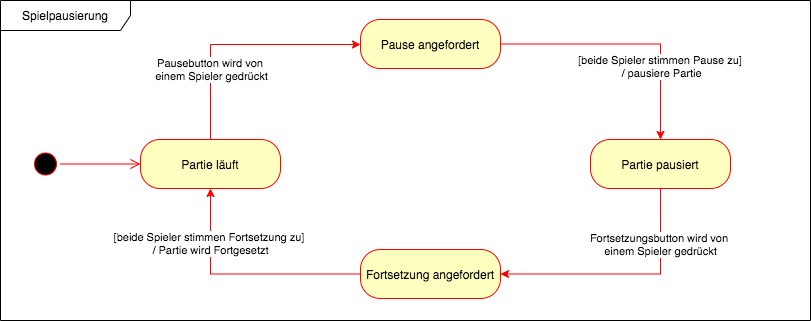 Spielpausierung
Pause angefordert
Pausebutton wird von
einem Spieler gedrückt
[beide Spieler stimmen Pause zu]
/ pausiere Partie
Partie läuft
Partie pausiert
[beide Spieler stimmen Fortsetzung zu]
/ Partie wird Fortgesetzt
Fortsetzungsbutton wird von
einem Spieler gedrückt
Fortsetzung angefordert